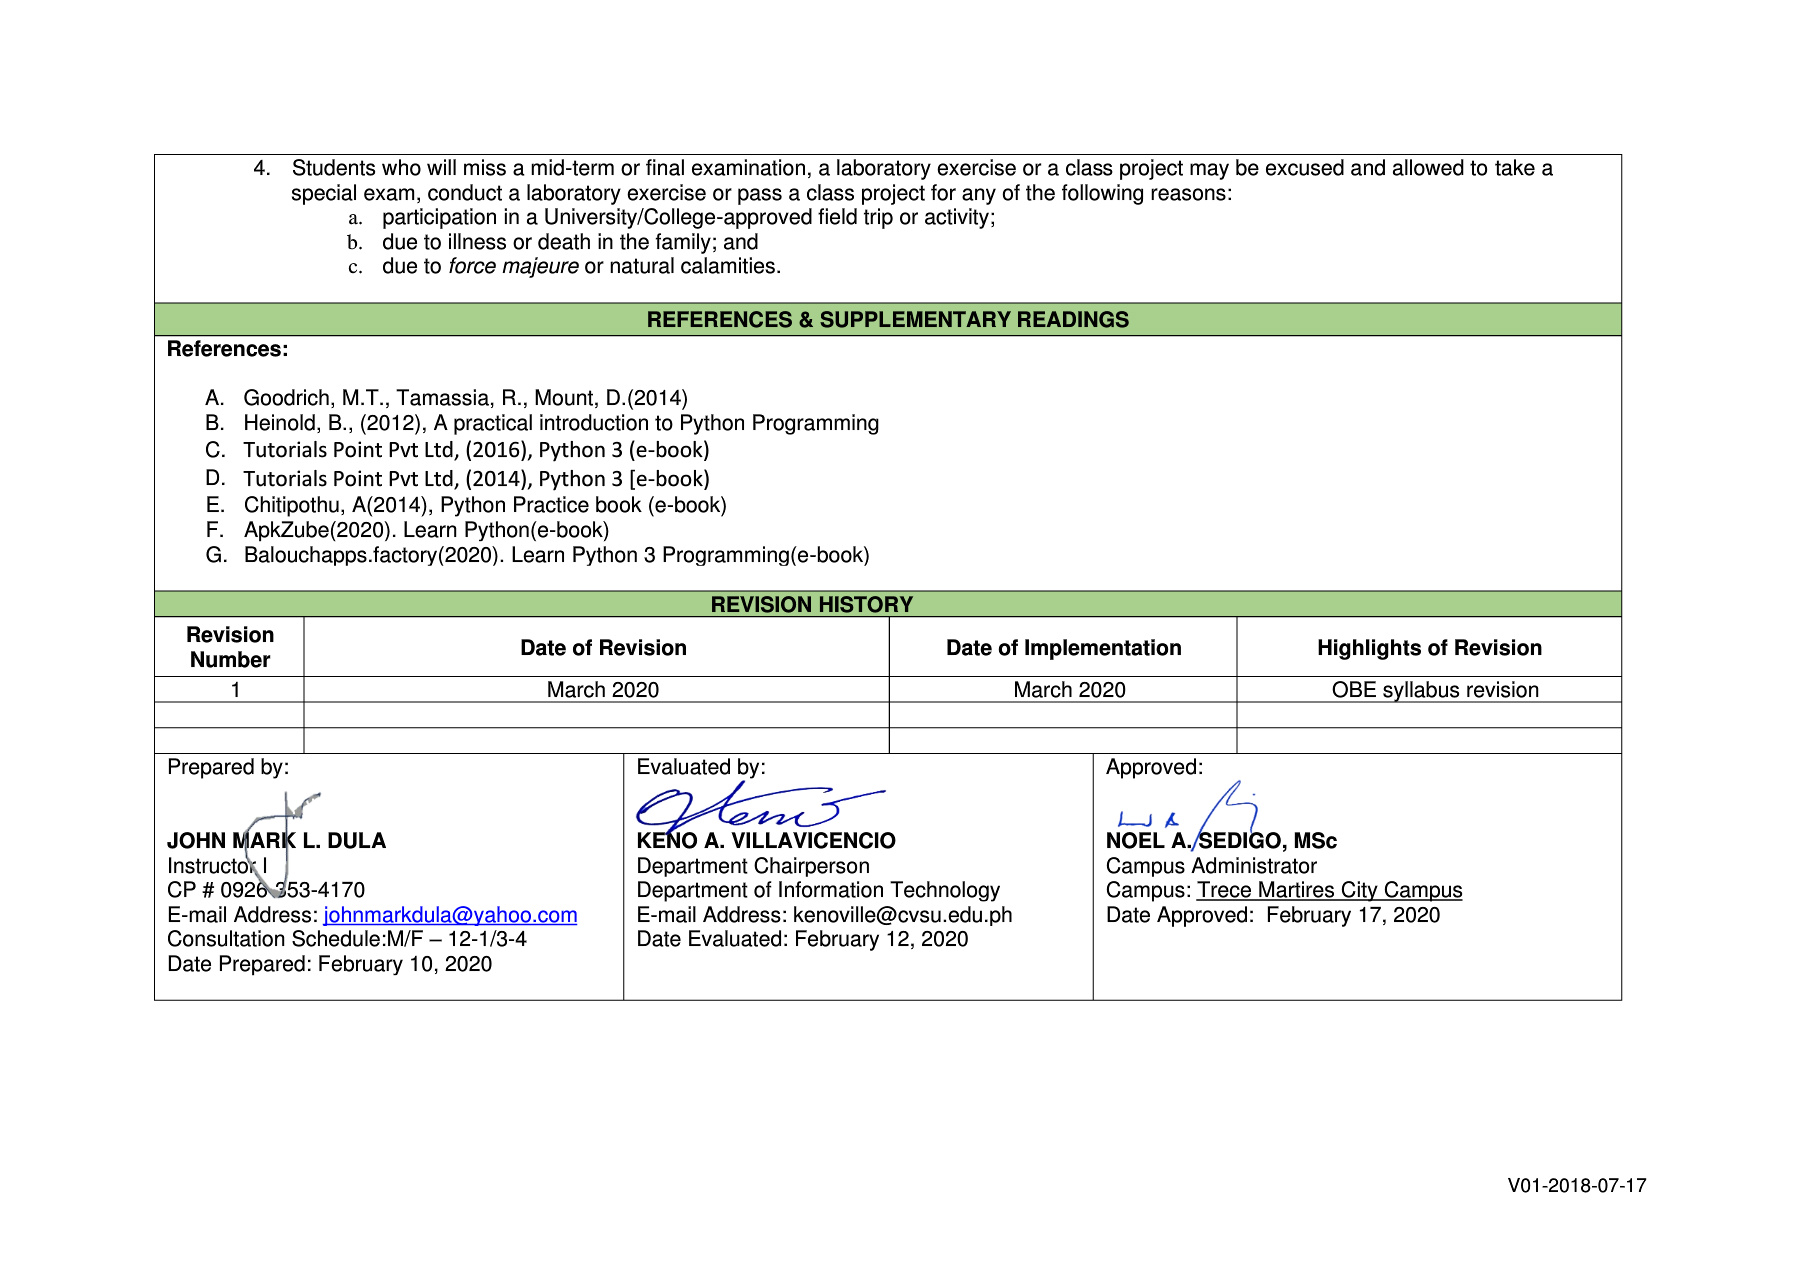 4. Students who will miss a mid-term or final examination, a laboratory exercise or a class project may be excused and allowed to take a
special exam, conduct a laboratory exercise or pass a class project for any of the following reasons:
a. participation in a University/College-approved field trip or activity;
b. due to illness or death in the family; and
c. due to force majeure or natural calamities.
REFERENCES & SUPPLEMENTARY READINGS
References:
A. Goodrich, M.T., Tamassia, R., Mount, D.(2014)
B. Heinold, B., (2012), A practical introduction to Python Programming
C. Tutorials Point Pvt Ltd, (2016), Python 3 (e-book)
D. Tutorials Point Pvt Ltd, (2014), Python 3 [e-book)
E. Chitipothu, A(2014), Python Practice book (e-book)
F. ApkZube(2020). Learn Python(e-book)
G. Balouchapps.factory(2020). Learn Python 3 Programming(e-book)
REVISION HISTORY
Revision Number Date of Revision Date of Implementation Highlights of Revision
1 March 2020 March 2020 OBE syllabus revision
Prepared by:
JOHN MARK L. DULA
Instructor I
CP # 0926-353-4170
E-mail Address: johnmarkdula@yahoo.com
Consultation Schedule:M/F – 12-1/3-4
Date Prepared: February 10, 2020
Evaluated by:
KENO A. VILLAVICENCIO
Department Chairperson
Department of Information Technology
E-mail Address: kenoville@cvsu.edu.ph
Date Evaluated: February 12, 2020
Approved:
NOEL A. SEDIGO, MSc
Campus Administrator
Campus: Trece Martires City Campus
Date Approved: February 17, 2020
V01-2018-07-17